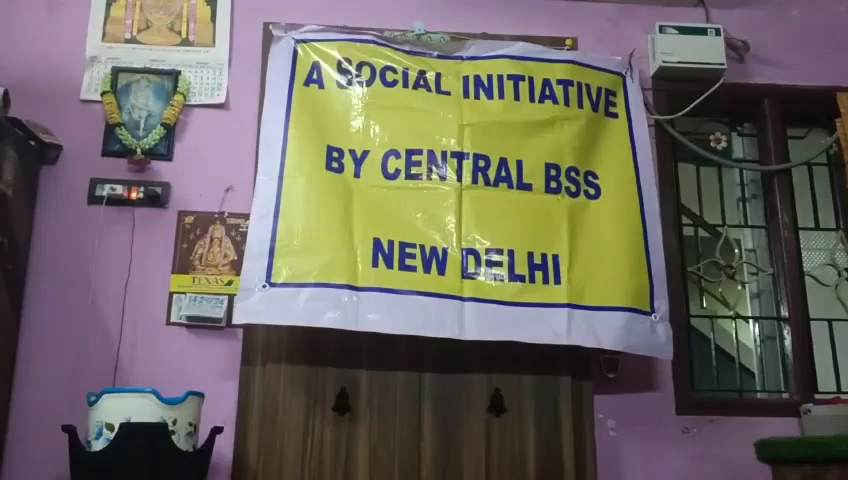 A SOCIAL INITIATIVE
BY CENTRAL BSS
NEW DELHI
TEXAS